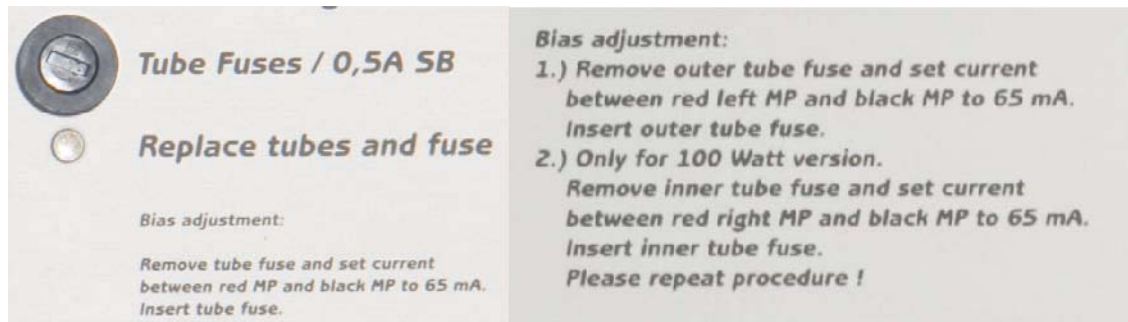 Tube Fuses / 0,5A SB
Replace tubes and fuse
Bias adjustment:
Remove tube fuse and set current
between red MP and black MP to 65 mA.
Insert tube fuse.
Bias adjustment:
1.) Remove outer tube fuse and set current
between red left MP and black MP to 65 mA.
Insert outer tube fuse.
2.) Only for 100 Watt version.
Remove inner tube fuse and set current
between red right MP and black MP to 65 mA.
Insert inner tube fuse.
Please repeat procedure !